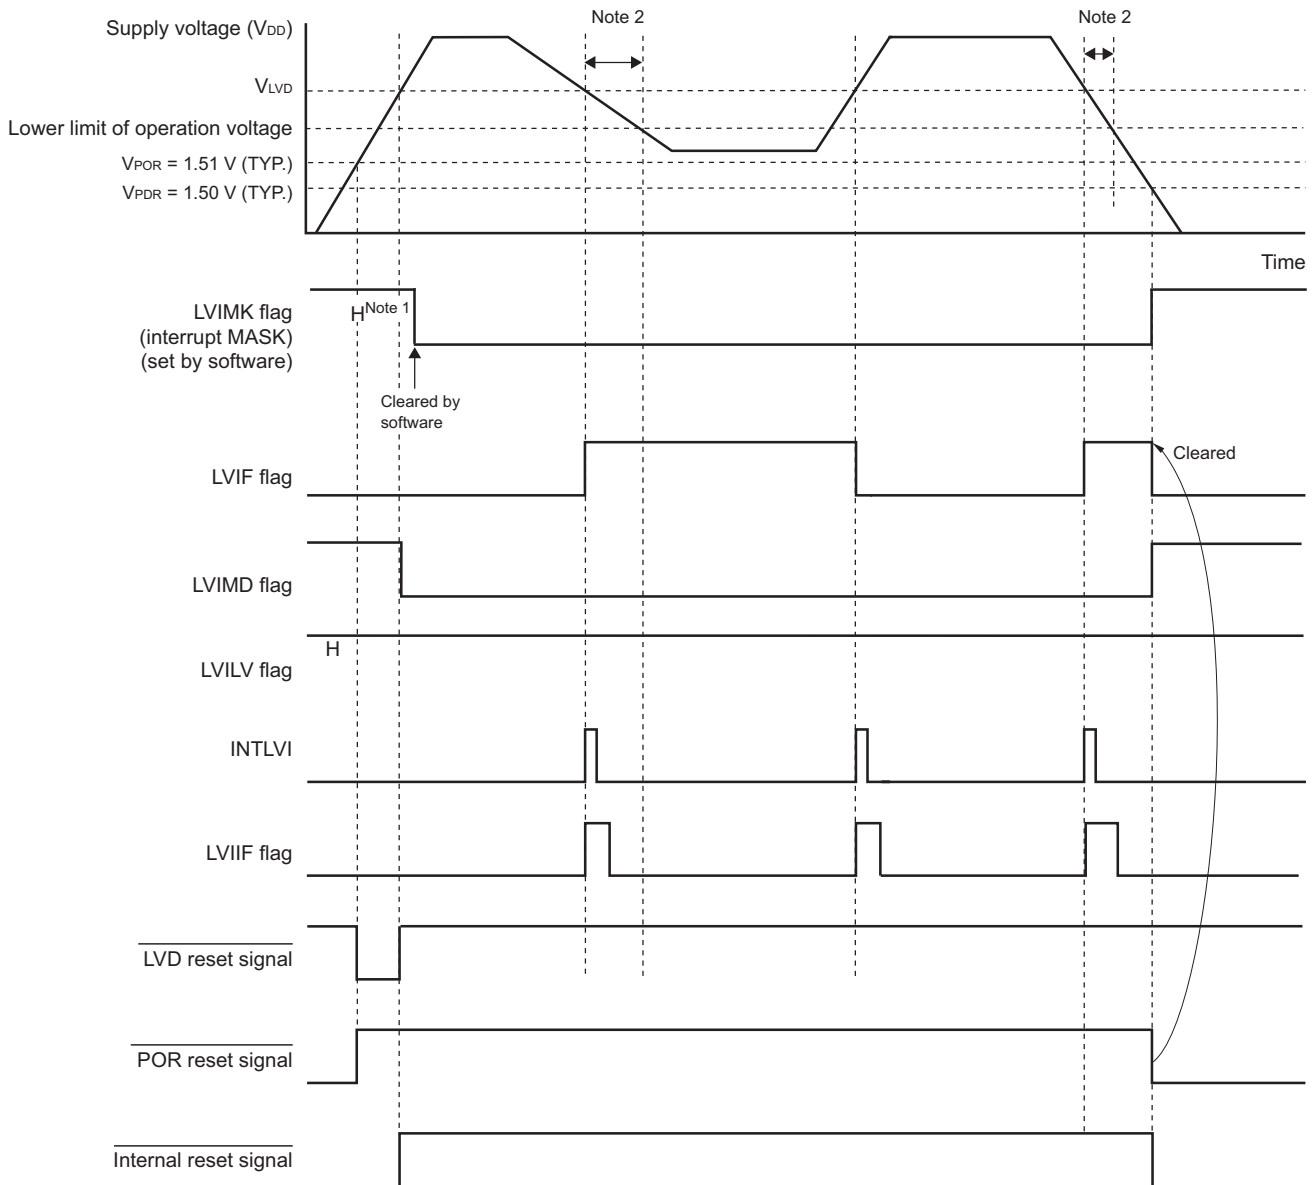 Note 2
Note 2
Supply voltage (VDD)
VLVD
Lower limit of operation voltage
VPOR = 1.51 V (TYP.)
VPDR = 1.50 V (TYP.)
Time
LVIMK flag
(interrupt MASK)
(set by software)
H Note 1
Cleared by
software
LVIF flag
Cleared
LVIMD flag
H
LVILV flag
INTLVI
LVIIF flag
LVD reset signal
POR reset signal
Internal reset signal